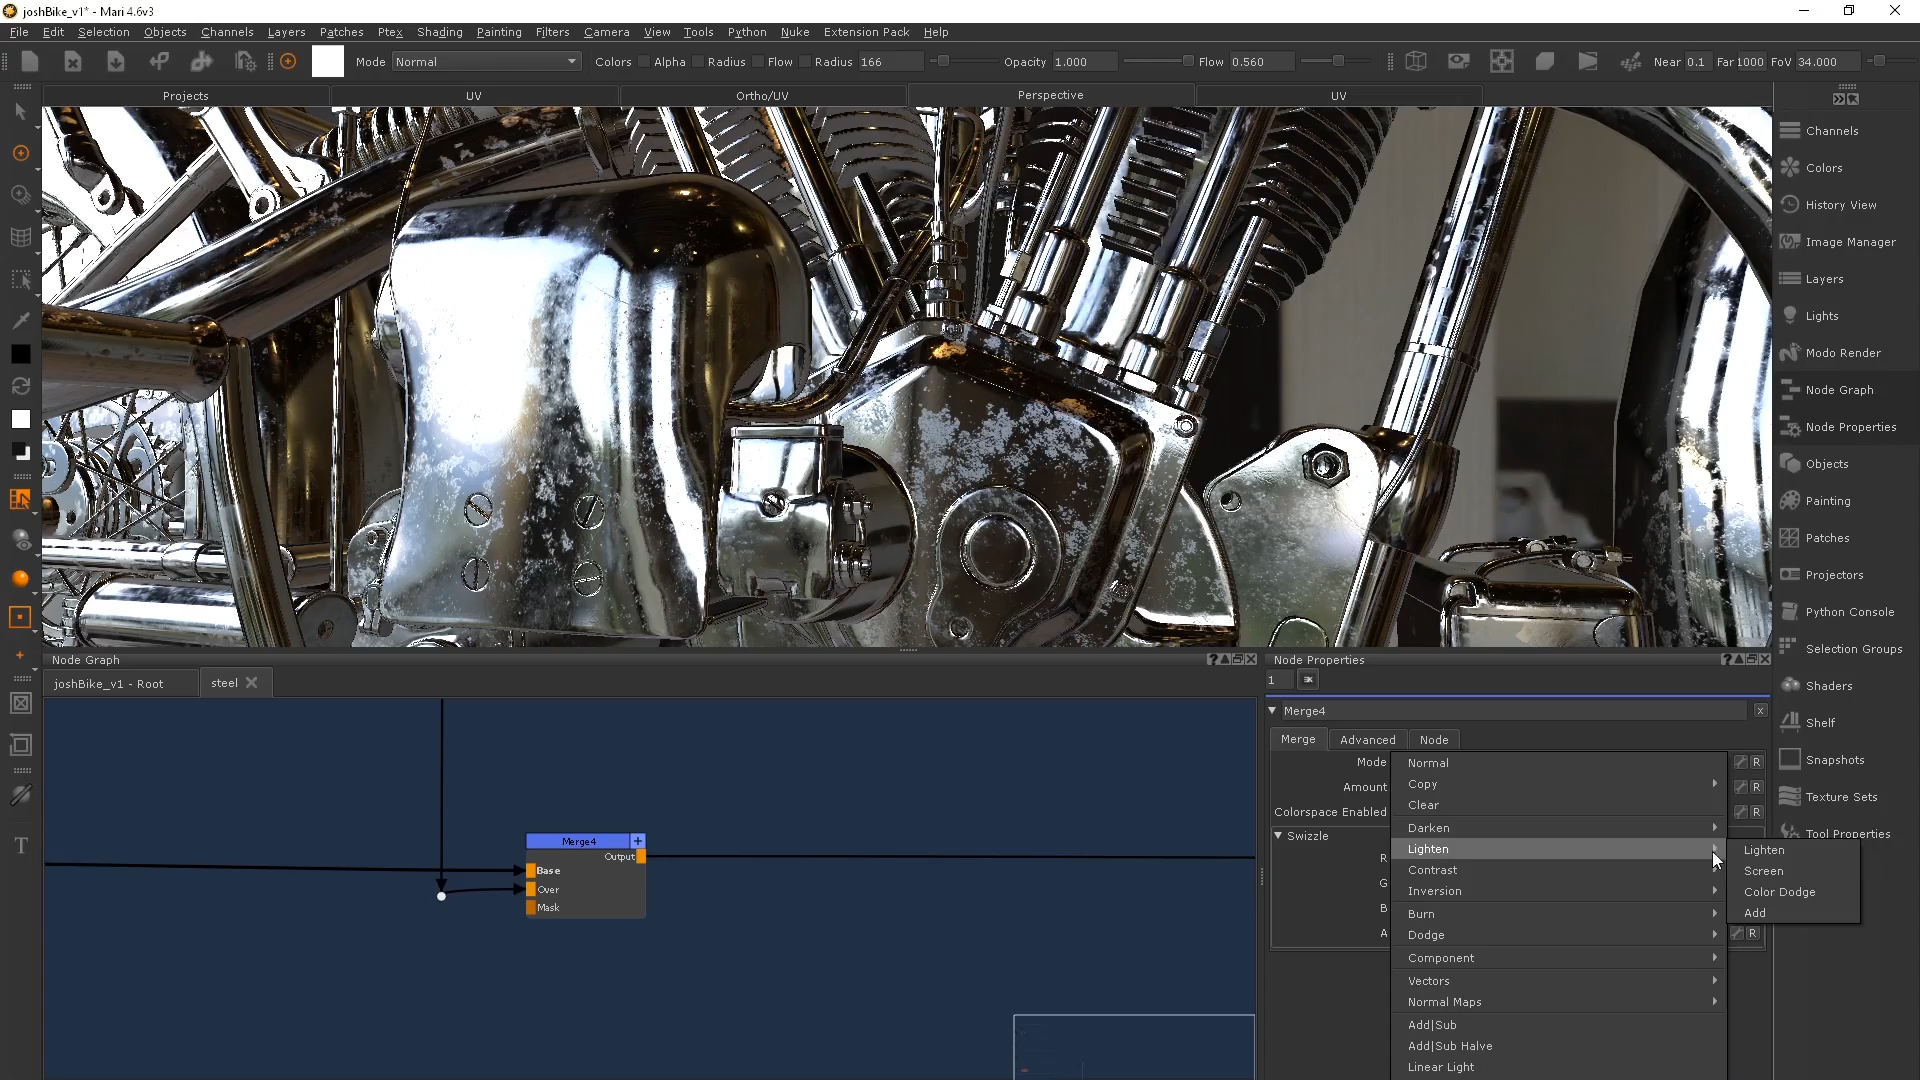 joshBike_v1* - Mari 4.6v3
File Edit Selection Objects Channels Layers Patches Ptex Shading Painting Filters Camera View Tools Python Nuke Extension Pack Help
Mode Normal Colors Alpha Radius Flow Radius 166 Opacity 1.000 Flow 0.560 Near 0.1 Far 1000 FoV 34.000
Projects UV Ortho/UV Perspective UV
Channels
Colors
History View
Image Manager
Layers
Lights
Modo Render
Node Graph
Node Properties
Objects
Painting
Patches
Projectors
Python Console
Selection Groups
Shaders
Shelf
Snapshots
Texture Sets
Tool Properties
Node Graph
joshBike_v1 - Root steel
Merge4 +
Output
Base
Over
Mask
Node Properties
1
Merge4 x
Merge Advanced Node
Mode R
Amount R
Colorspace Enabled R
Swizzle
R
G
B
A R
Normal
Copy
Clear
Darken
Lighten
Contrast
Inversion
Burn
Dodge
Component
Vectors
Normal Maps
Add|Sub
Add|Sub Halve
Linear Light
Lighten
Screen
Color Dodge
Add
T